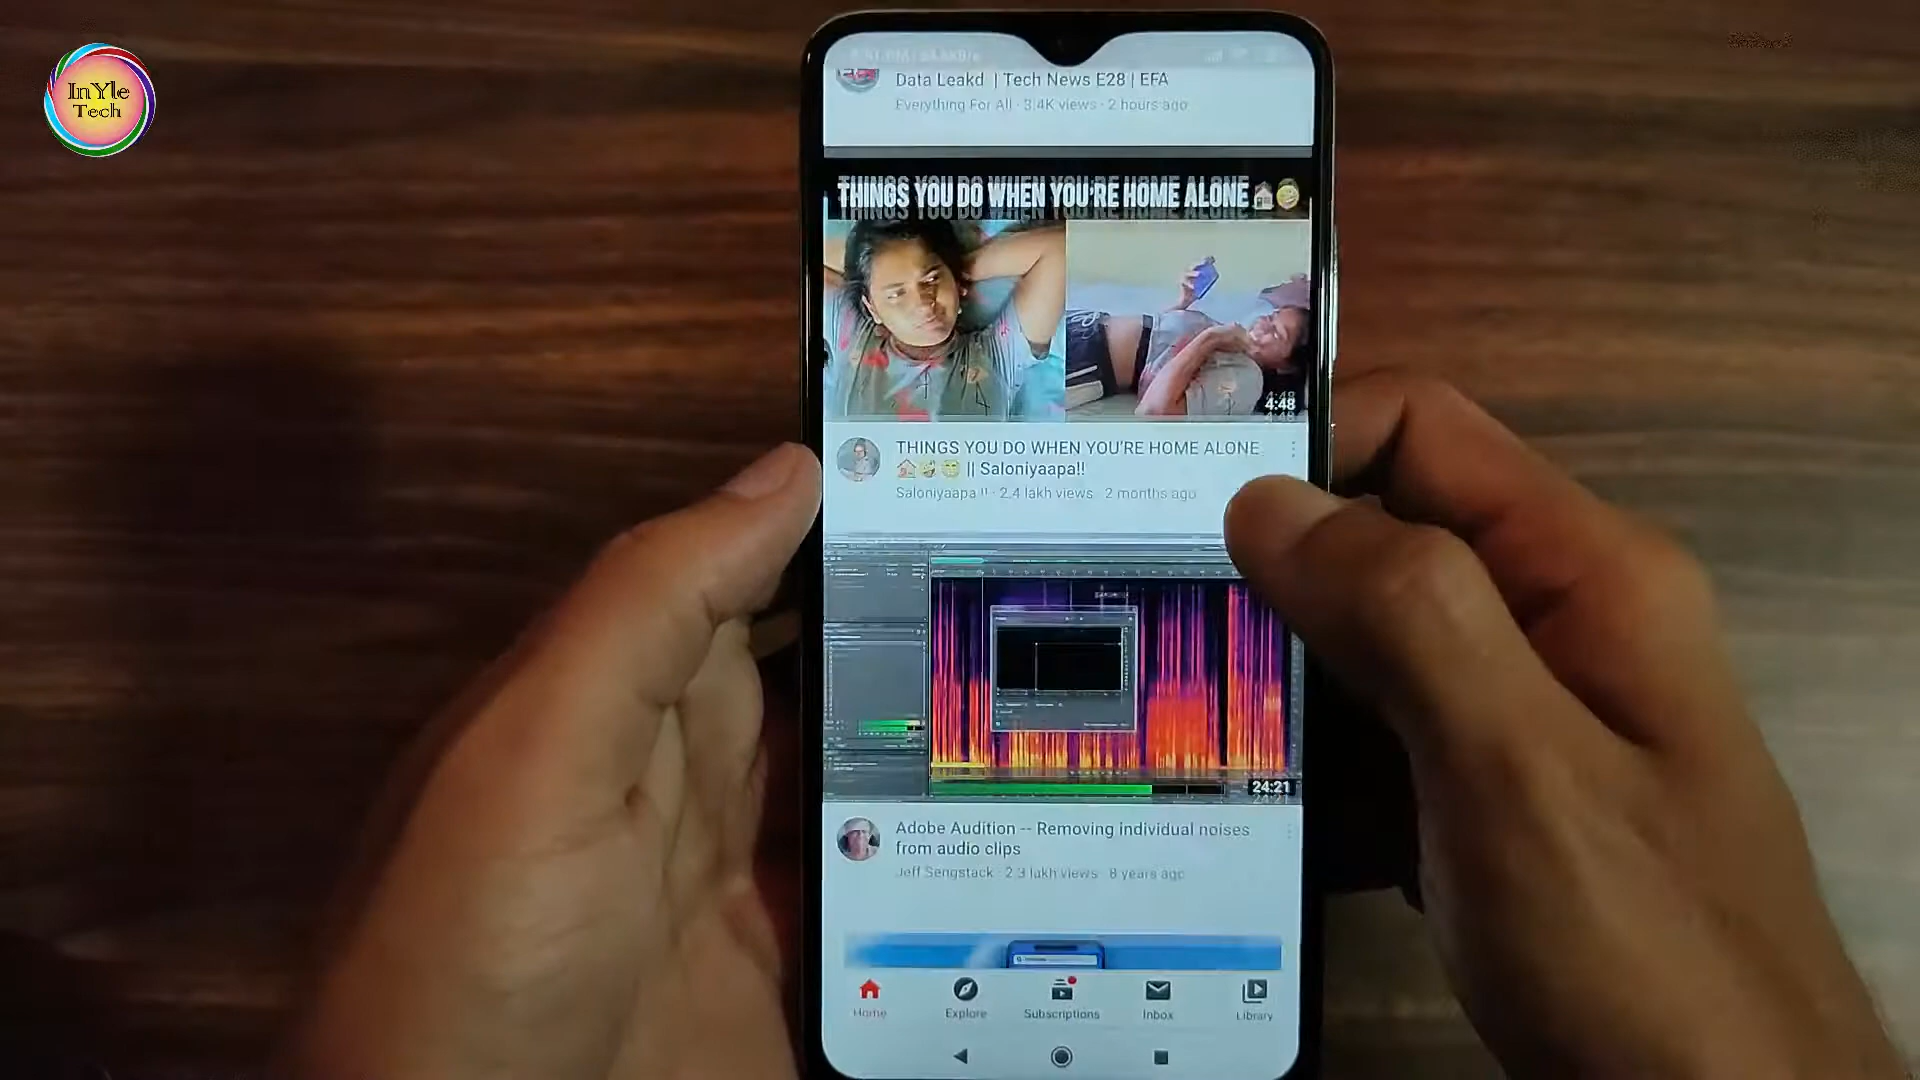 InYle
Tech
Data Leakd | Tech News E28 | EFA
Everything For All · 3.4K views · 2 hours ago
THINGS YOU DO WHEN YOU'RE HOME ALONE🏠
4:48
THINGS YOU DO WHEN YOU'RE HOME ALONE
🏠 || Saloniyaapa!!
Saloniyaapa !! · 2.4 lakh views · 2 months ago
24:21
Adobe Audition -- Removing individual noises
from audio clips
Jeff Sengstack · 2.3 lakh views · 8 years ago
Home
Explore
Subscriptions
Inbox
Library